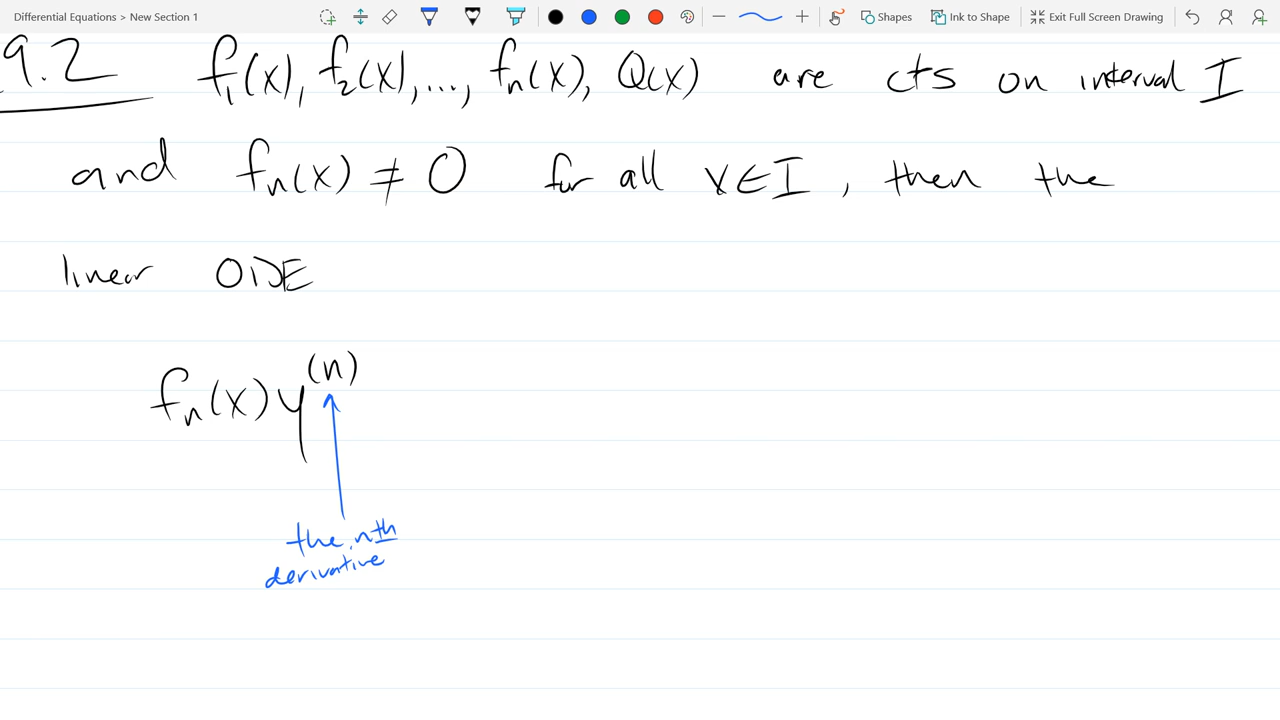 Differential Equations > New Section 1
Shapes
Ink to Shape
Exit Full Screen Drawing
9.2 f₁(x), f₂(x), ..., fₙ(x), Q(x) are cts on interval I
and fₙ(x) ≠ 0 for all x∈I, then the
linear ODE
fₙ(x) y⁽ⁿ⁾
the nth
derivative